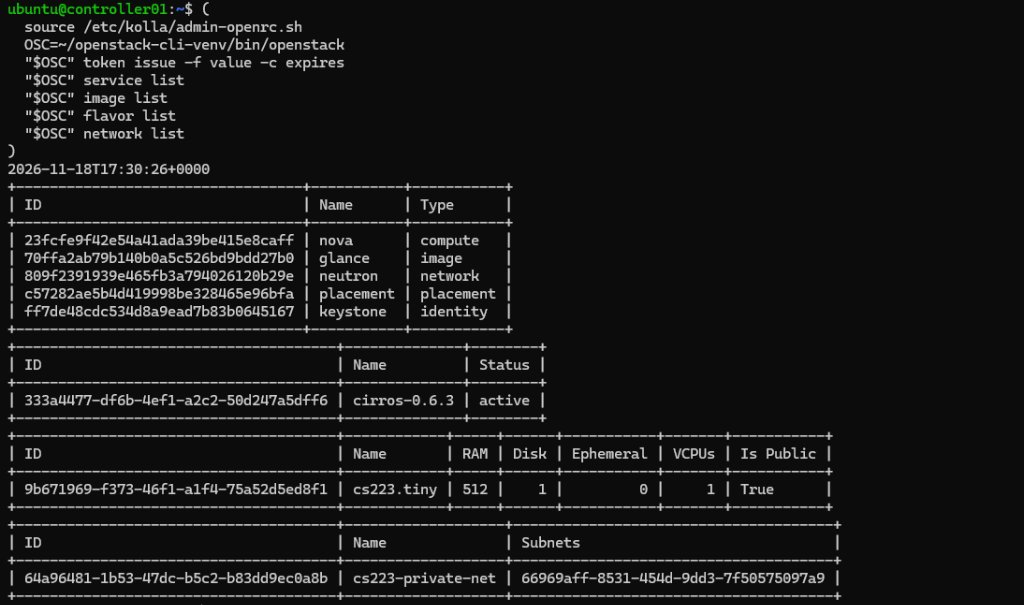 ubuntu@controller01:~$ (
  source /etc/kolla/admin-openrc.sh
  OSC=~/openstack-cli-venv/bin/openstack
  "$OSC" token issue -f value -c expires
  "$OSC" service list
  "$OSC" image list
  "$OSC" flavor list
  "$OSC" network list
)
2026-11-18T17:30:26+0000
+----------------------------------+-----------+-----------+
| ID                               | Name      | Type      |
+----------------------------------+-----------+-----------+
| 23fcfe9f42e54a41ada39be415e8caff | nova      | compute   |
| 70ffa2ab79b140b0a5c526bd9bdd27b0 | glance    | image     |
| 809f2391939e465fb3a794026120b29e | neutron   | network   |
| c57282ae5b4d419998be328465e96bfa | placement | placement |
| ff7de48cdc534d8a9ead7b83b0645167 | keystone  | identity  |
+----------------------------------+-----------+-----------+
+--------------------------------------+--------------+--------+
| ID                                   | Name         | Status |
+--------------------------------------+--------------+--------+
| 333a4477-df6b-4ef1-a2c2-50d247a5dff6 | cirros-0.6.3 | active |
+--------------------------------------+--------------+--------+
+--------------------------------------+------------+-----+------+-----------+-------+-----------+
| ID                                   | Name       | RAM | Disk | Ephemeral | VCPUs | Is Public |
+--------------------------------------+------------+-----+------+-----------+-------+-----------+
| 9b671969-f373-46f1-a1f4-75a52d5ed8f1 | cs223.tiny | 512 |    1 |         0 |     1 | True      |
+--------------------------------------+------------+-----+------+-----------+-------+-----------+
+--------------------------------------+-------------------+--------------------------------------+
| ID                                   | Name              | Subnets                              |
+--------------------------------------+-------------------+--------------------------------------+
| 64a96481-1b53-47dc-b5c2-b83dd9ec0a8b | cs223-private-net | 66969aff-8531-454d-9dd3-7f50575097a9 |
+--------------------------------------+-------------------+--------------------------------------+